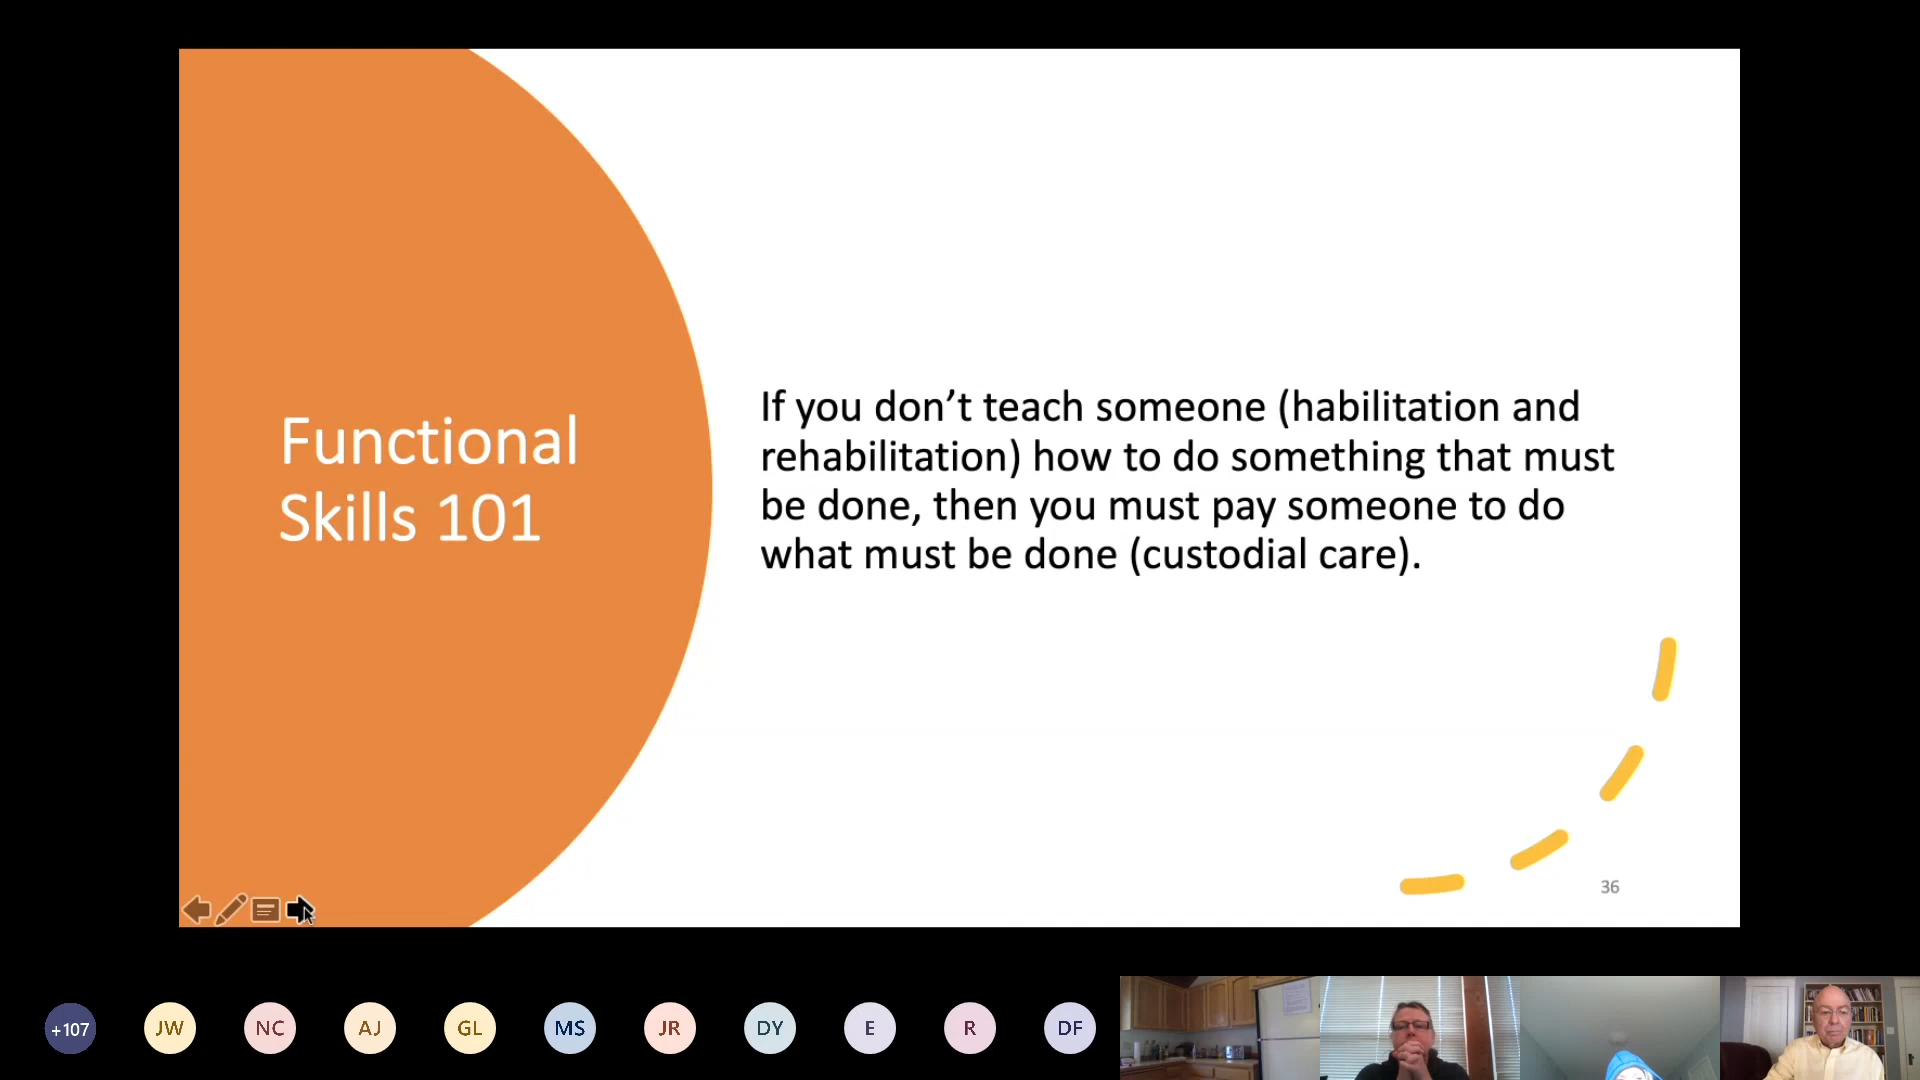 Functional
Skills 101
If you don’t teach someone (habilitation and
rehabilitation) how to do something that must
be done, then you must pay someone to do
what must be done (custodial care).
36
+107
JW
NC
AJ
GL
MS
JR
DY
E
R
DF